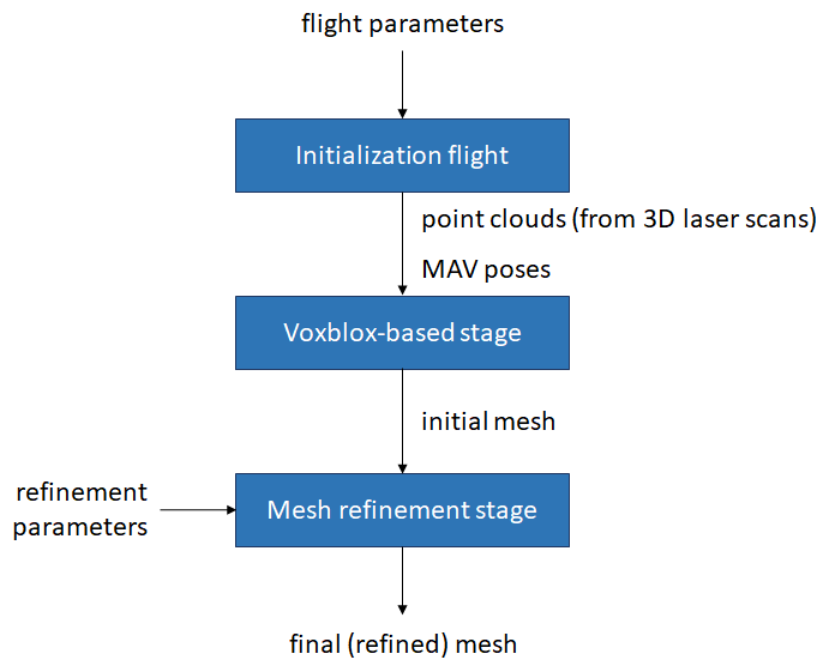 flight parameters
Initialization flight
point clouds (from 3D laser scans)
MAV poses
Voxblox-based stage
initial mesh
refinement
parameters
Mesh refinement stage
final (refined) mesh